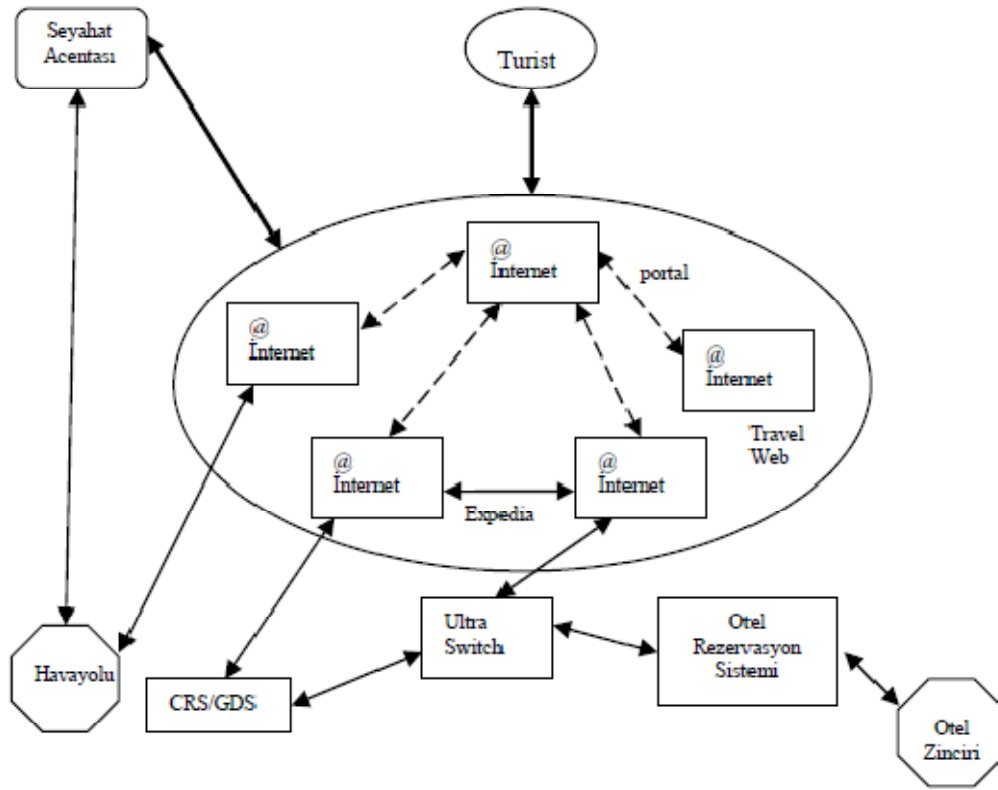 Seyahat
Acentası
Turist
@
İnternet
portal
@
İnternet
@
İnternet
Travel
Web
@
İnternet
@
İnternet
Expedia
Ultra
Switch
Otel
Rezervasyon
Sistemi
Havayolu
CRS/GDS
Otel
Zinciri